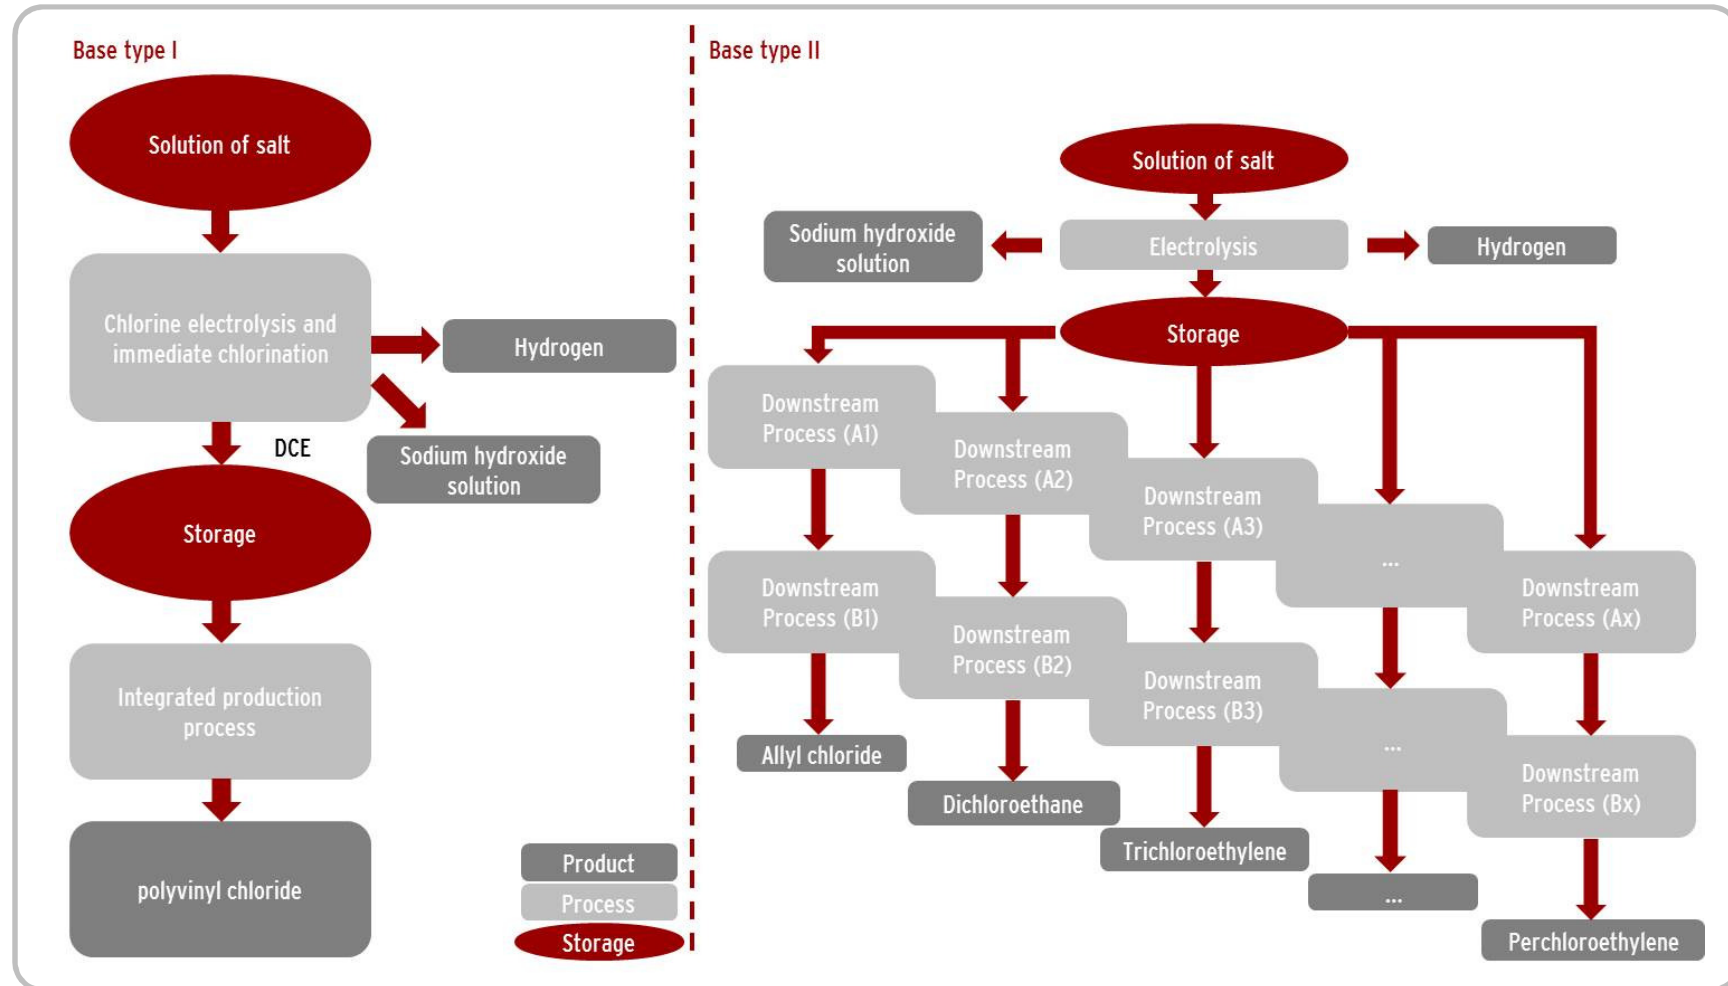 Base type I
Solution of salt
Chlorine electrolysis and
immediate chlorination
Hydrogen
DCE
Sodium hydroxide
solution
Storage
Integrated production
process
polyvinyl chloride
Product
Process
Storage
Base type II
Solution of salt
Sodium hydroxide
solution
Electrolysis
Hydrogen
Storage
Downstream
Process (A1)
Downstream
Process (A2)
Downstream
Process (A3)
...
Downstream
Process (Ax)
Downstream
Process (B1)
Downstream
Process (B2)
Downstream
Process (B3)
...
Downstream
Process (Bx)
Allyl chloride
Dichloroethane
Trichloroethylene
...
Perchloroethylene